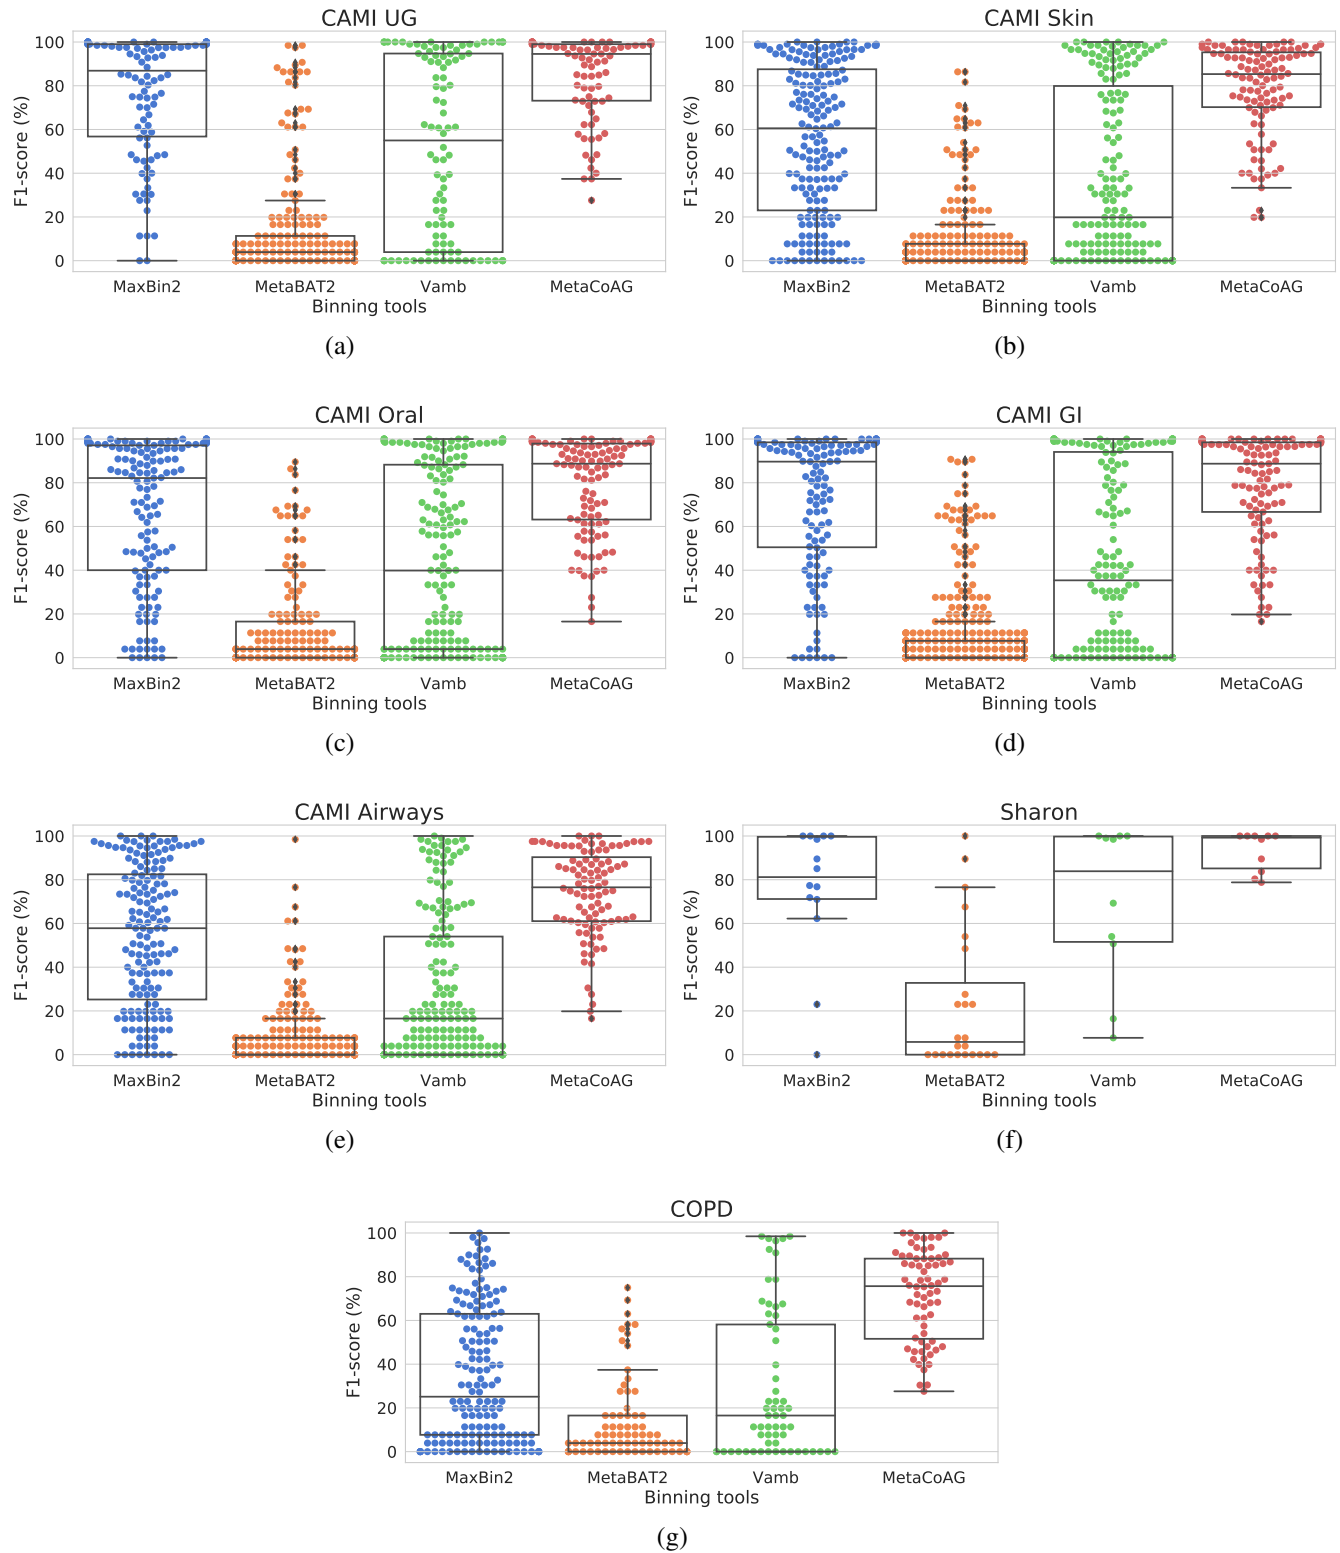 CAMI UG
CAMI Skin
100
80
60
40
20
0
F1-score (%)
MaxBin2 MetaBAT2 Vamb MetaCoAG
Binning tools
(a)
100
80
60
40
20
0
F1-score (%)
MaxBin2 MetaBAT2 Vamb MetaCoAG
Binning tools
(b)
CAMI Oral
100
80
60
40
20
0
F1-score (%)
MaxBin2 MetaBAT2 Vamb MetaCoAG
Binning tools
(c)
CAMI GI
100
80
60
40
20
0
F1-score (%)
MaxBin2 MetaBAT2 Vamb MetaCoAG
Binning tools
(d)
CAMI Airways
100
80
60
40
20
0
F1-score (%)
MaxBin2 MetaBAT2 Vamb MetaCoAG
Binning tools
(e)
Sharon
100
80
60
40
20
0
F1-score (%)
MaxBin2 MetaBAT2 Vamb MetaCoAG
Binning tools
(f)
COPD
100
80
60
40
20
0
F1-score (%)
MaxBin2 MetaBAT2 Vamb MetaCoAG
Binning tools
(g)